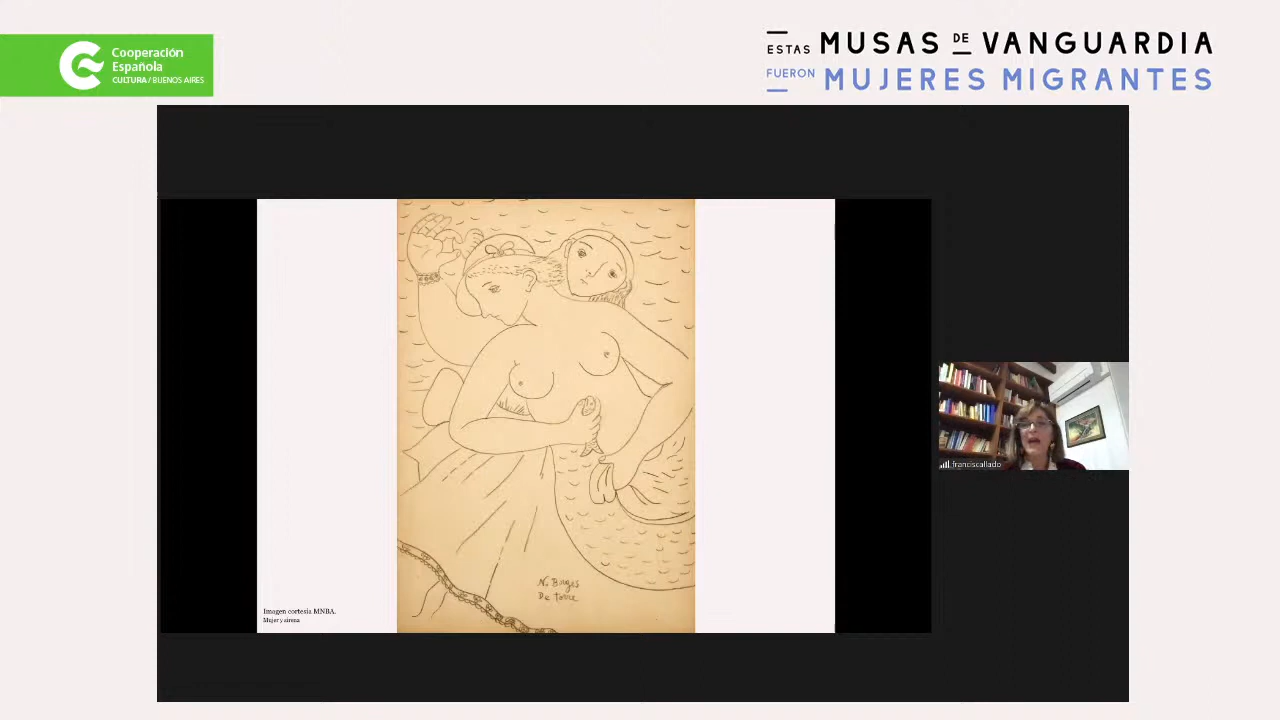 Cooperación
Española
CULTURA / BUENOS AIRES
ESTAS MUSAS DE VANGUARDIA
FUERON MUJERES MIGRANTES
N. Borges
De Torre
Imagen cortesía MNBA.
Mujer y sirena
franciscallado